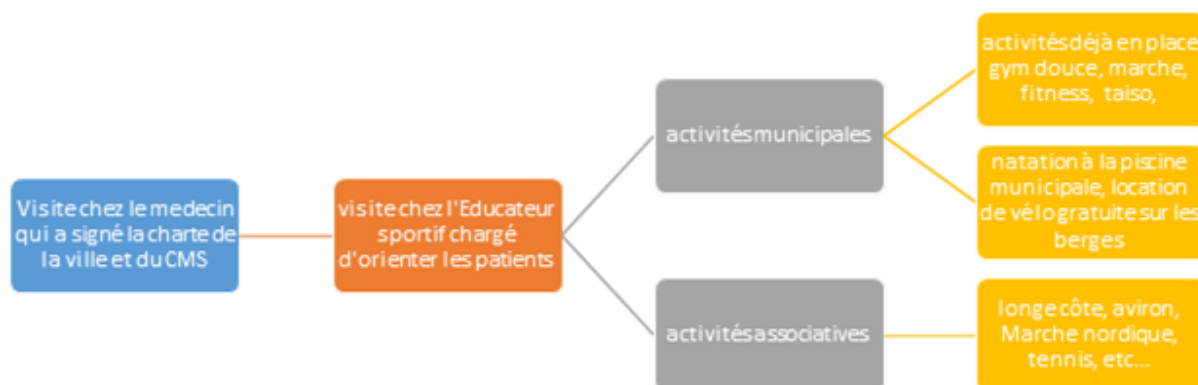 Visite chez le medecin
qui a signé la charte de
la ville et du CMS
visite chez l'Educateur
sportif chargé
d'orienter les patients
activités municipales
activités déjà en place
gym douce, marche,
fitness, taiso,
natation à la piscine
municipale, location
de vélo gratuite sur les
berges
activités associatives
longe côte, aviron,
Marche nordique,
tennis, etc...